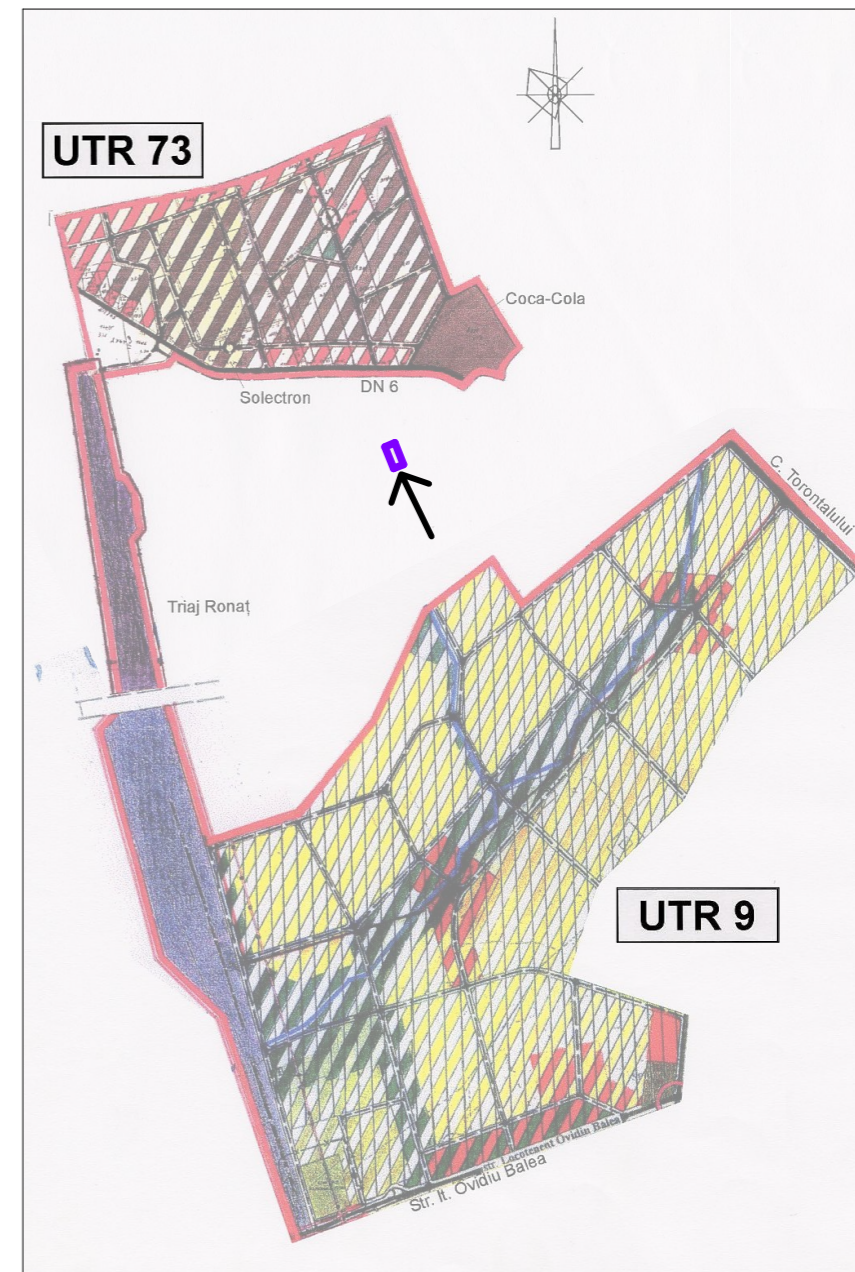 UTR 73
Coca-Cola
DN 6
Solectron
C. Torontalului
Triaj Ronaț
UTR 9
str. Locotenent Ovidiu Balea
Str. lt. Ovidiu Balea